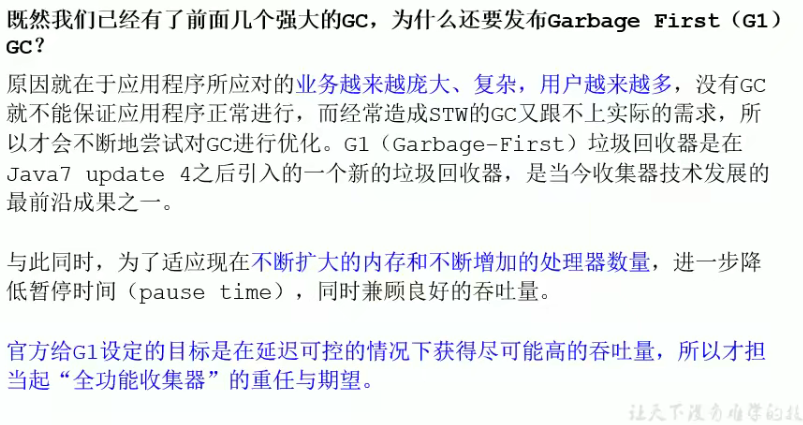 既然我们已经有了前面几个强大的GC，为什么还要发布Garbage First（G1）
GC？
原因就在于应用程序所应对的业务越来越庞大、复杂，用户越来越多，没有GC
就不能保证应用程序正常进行，而经常造成STW的GC又跟不上实际的需求，所
以才会不断地尝试对GC进行优化。G1（Garbage-First）垃圾回收器是在
Java7 update 4之后引入的一个新的垃圾回收器，是当今收集器技术发展的
最前沿成果之一。
与此同时，为了适应现在不断扩大的内存和不断增加的处理器数量，进一步降
低暂停时间（pause time），同时兼顾良好的吞吐量。
官方给G1设定的目标是在延迟可控的情况下获得尽可能高的吞吐量，所以才担
当起“全功能收集器”的重任与期望。
让天下没有难学的技